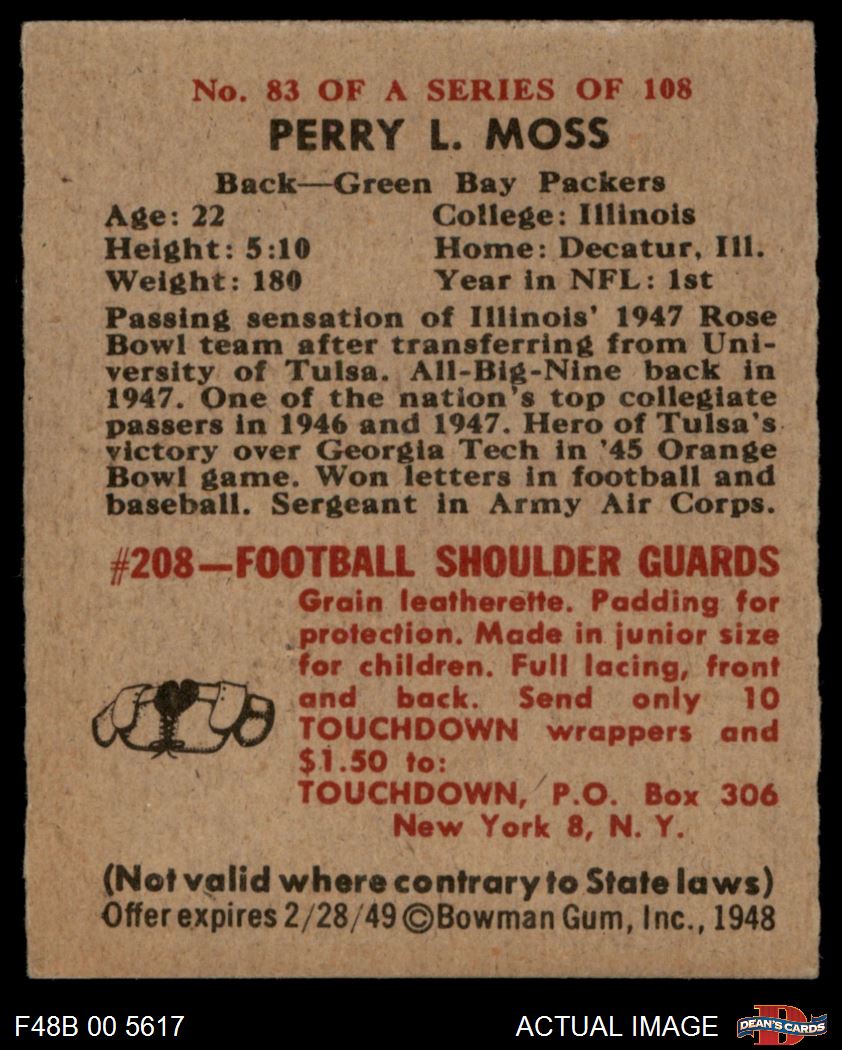 No. 83 OF A SERIES OF 108
PERRY L. MOSS
Back—Green Bay Packers
Age: 22 College: Illinois
Height: 5:10 Home: Decatur, Ill.
Weight: 180 Year in NFL: 1st
Passing sensation of Illinois' 1947 Rose
Bowl team after transferring from Uni-
versity of Tulsa. All-Big-Nine back in
1947. One of the nation's top collegiate
passers in 1946 and 1947. Hero of Tulsa's
victory over Georgia Tech in '45 Orange
Bowl game. Won letters in football and
baseball. Sergeant in Army Air Corps.
#208—FOOTBALL SHOULDER GUARDS
Grain leatherette. Padding for
protection. Made in junior size
for children. Full lacing, front
and back. Send only 10
TOUCHDOWN wrappers and
$1.50 to:
TOUCHDOWN, P.O. Box 306
New York 8, N. Y.
(Not valid where contrary to State laws)
Offer expires 2/28/49 ©Bowman Gum, Inc., 1948
F48B 00 5617 ACTUAL IMAGE
D
DEAN'S CARDS